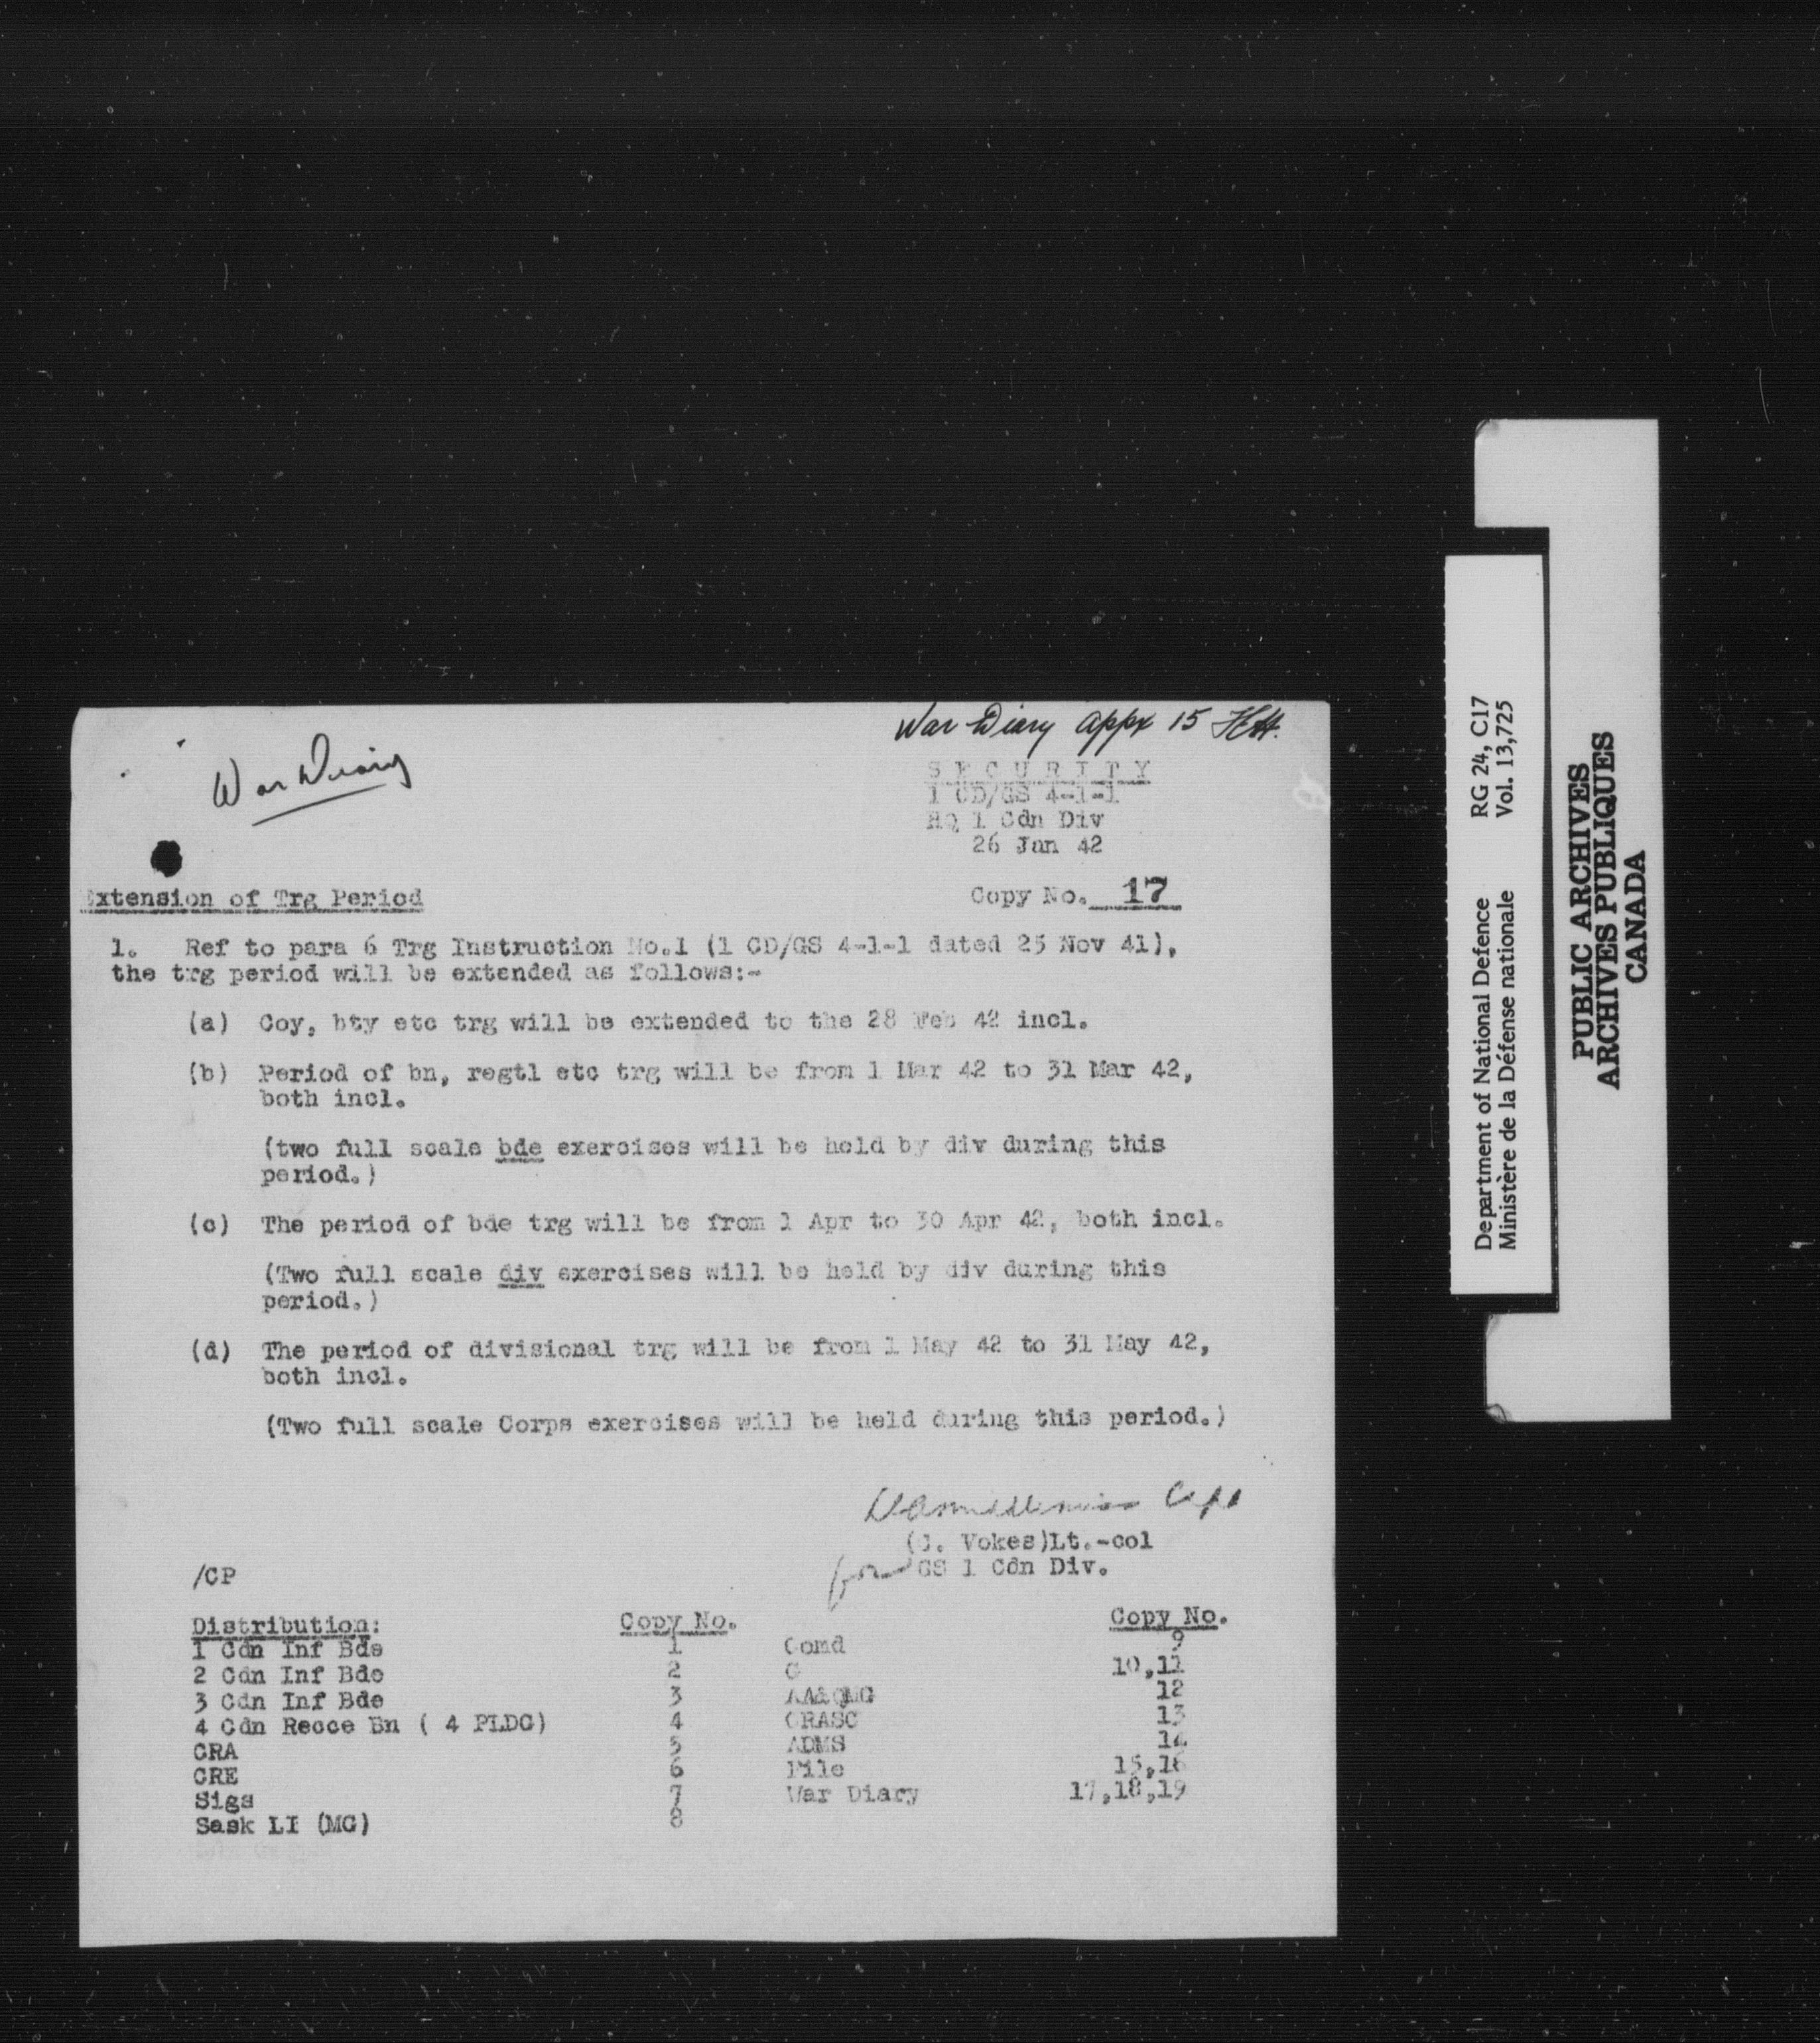 War Diary appx 15
War Diary
SECURITY
1 CD/GS 4-1-1
HQ 1 Cdn Div
26 Jan 42
Extension of Trg Period
Copy No. 17
1. Ref to para 6 Trg Instruction No.1 (1 CD/GS 4-1-1 dated 25 Nov 41),
the trg period will be extended as follows:-
(a) Coy, bty etc trg will be extended to the 28 Feb 42 incl.
(b) Period of bn, regtl etc trg will be from 1 Mar 42 to 31 Mar 42,
both incl.
(two full scale bde exercises will be held by div during this
period.)
(c) The period of bde trg will be from 1 Apr to 30 Apr 42, both incl.
(Two full scale div exercises will be held by div during this
period.)
(d) The period of divisional trg will be from 1 May 42 to 31 May 42,
both incl.
(Two full scale Corps exercises will be held during this period.)
Capt
(C. Vokes)Lt.-col
for GS 1 Cdn Div.
/CP
Distribution: Copy No. Copy No.
1 Cdn Inf Bde 1 Comd 9
2 Cdn Inf Bde 2 G 10,11
3 Cdn Inf Bde 3 AA&QMG 12
4 Cdn Recce Bn ( 4 PLDG) 4 CRASC 13
CRA 5 ADMS 14
CRE 6 File 15,16
Sigs 7 War Diary 17,18,19
Sask LI (MG) 8
Department of National Defence RG 24, C17
Ministère de la Défense nationale Vol. 13,725
PUBLIC ARCHIVES
ARCHIVES PUBLIQUES
CANADA